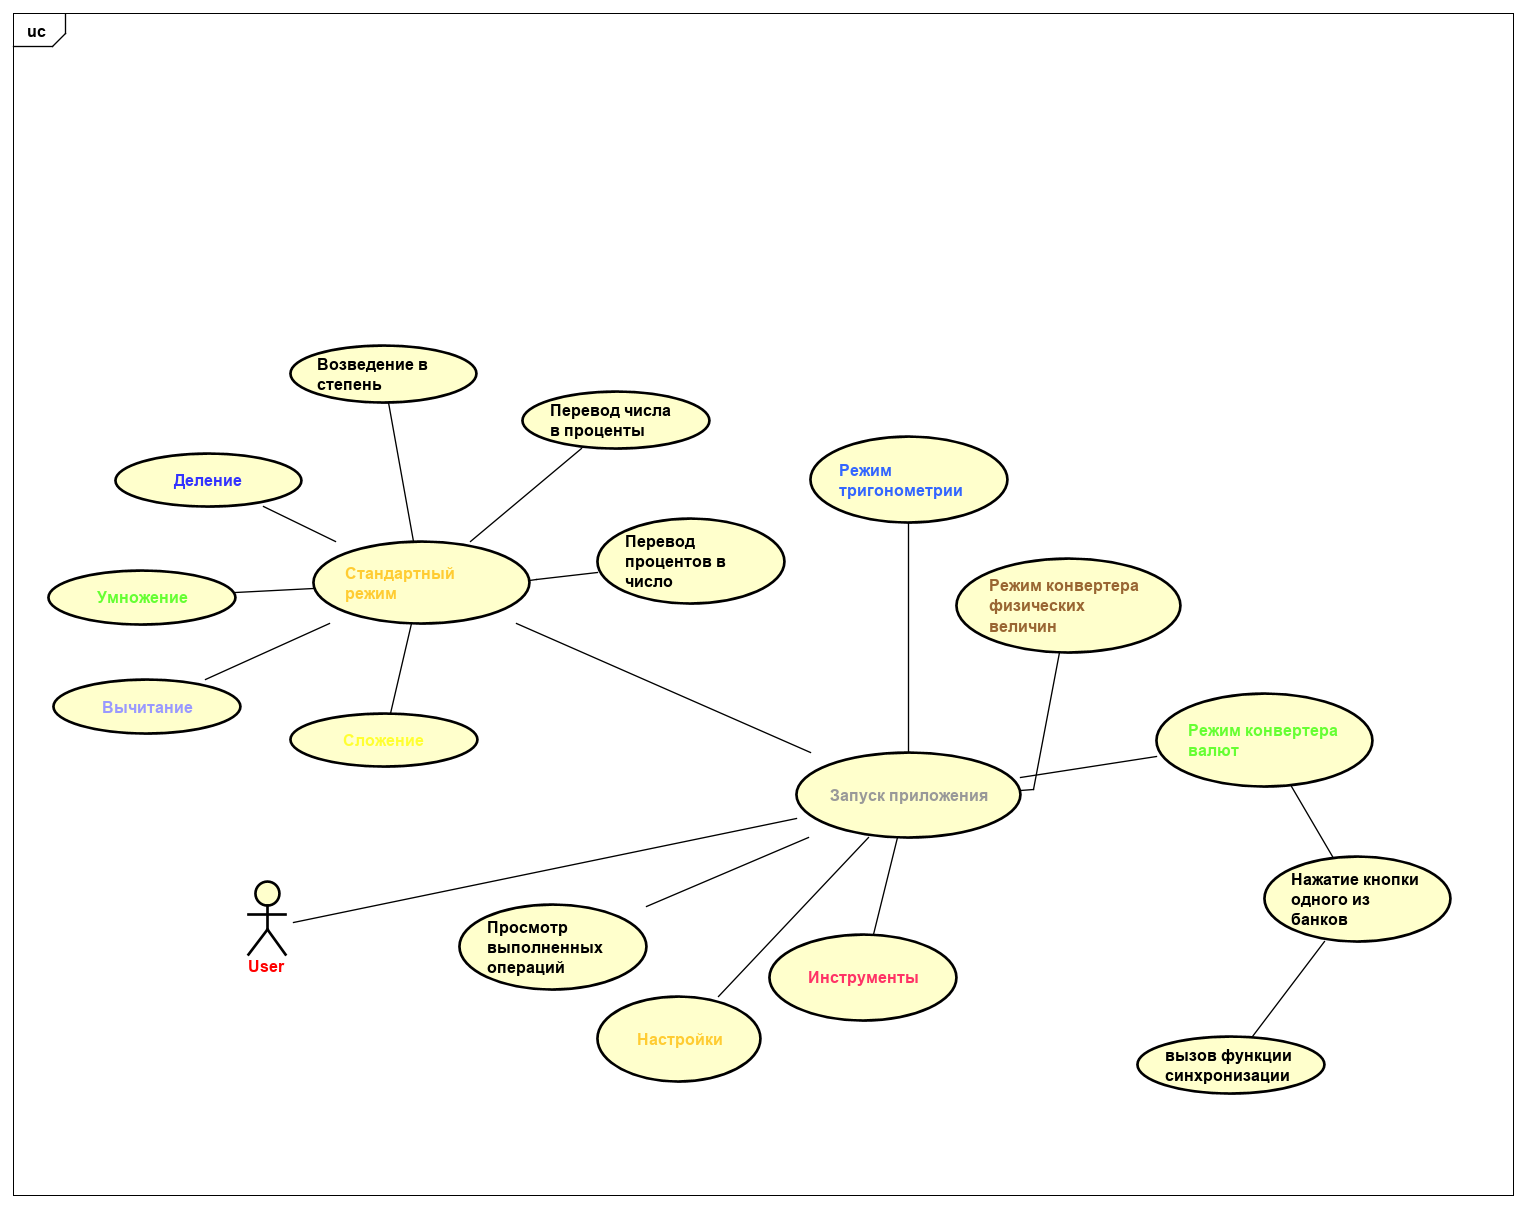 uc
Возведение в
степень
Перевод числа
в проценты
Деление
Режим
тригонометрии
Перевод
процентов в
число
Стандартный
режим
Умножение
Режим конвертера
физических
величин
Вычитание
Сложение
Режим конвертера
валют
Запуск приложения
Нажатие кнопки
одного из
банков
User
Просмотр
выполненных
операций
Инструменты
Настройки
вызов функции
синхронизации